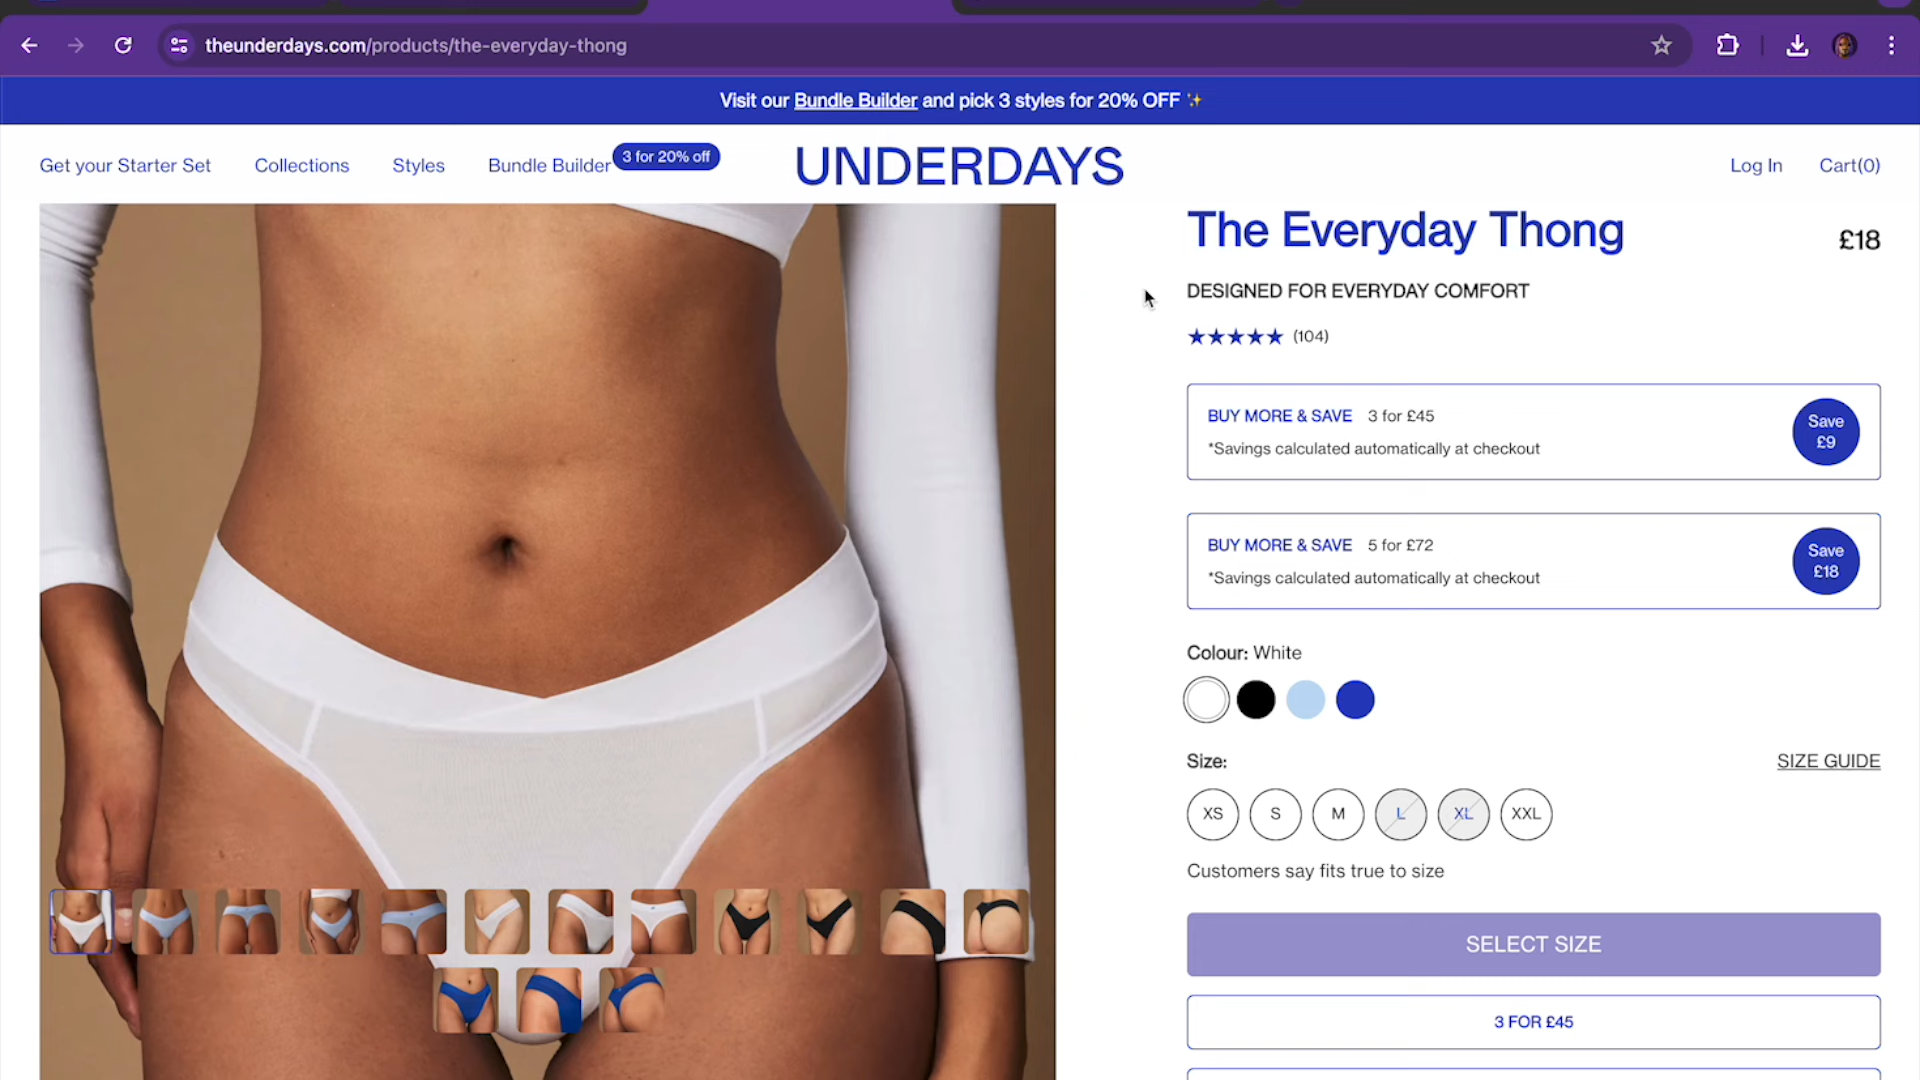 theunderdays.com/products/the-everyday-thong
Visit our Bundle Builder and pick 3 styles for 20% OFF ✨
Get your Starter Set
Collections
Styles
Bundle Builder
3 for 20% off
UNDERDAYS
Log In
Cart(0)
The Everyday Thong
£18
DESIGNED FOR EVERYDAY COMFORT
★★★★★ (104)
BUY MORE & SAVE 3 for £45
*Savings calculated automatically at checkout
Save
£9
BUY MORE & SAVE 5 for £72
*Savings calculated automatically at checkout
Save
£18
Colour: White
Size:
SIZE GUIDE
XS S M L XL XXL
Customers say fits true to size
SELECT SIZE
3 FOR £45